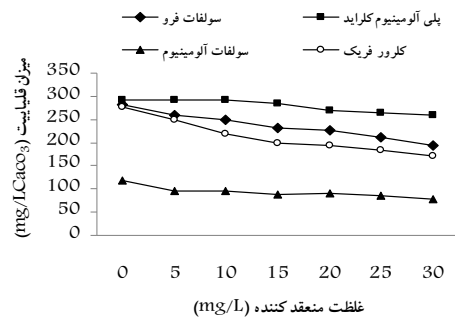 پلی آلومینیوم کلراید
سولفات فرو
کلرور فریک
سولفات آلومینیوم
میزان قلیاییت (mg/LCaco₃)
350
300
250
200
150
100
50
0
0 5 10 15 20 25 30
غلظت منعقد کننده (mg/L)